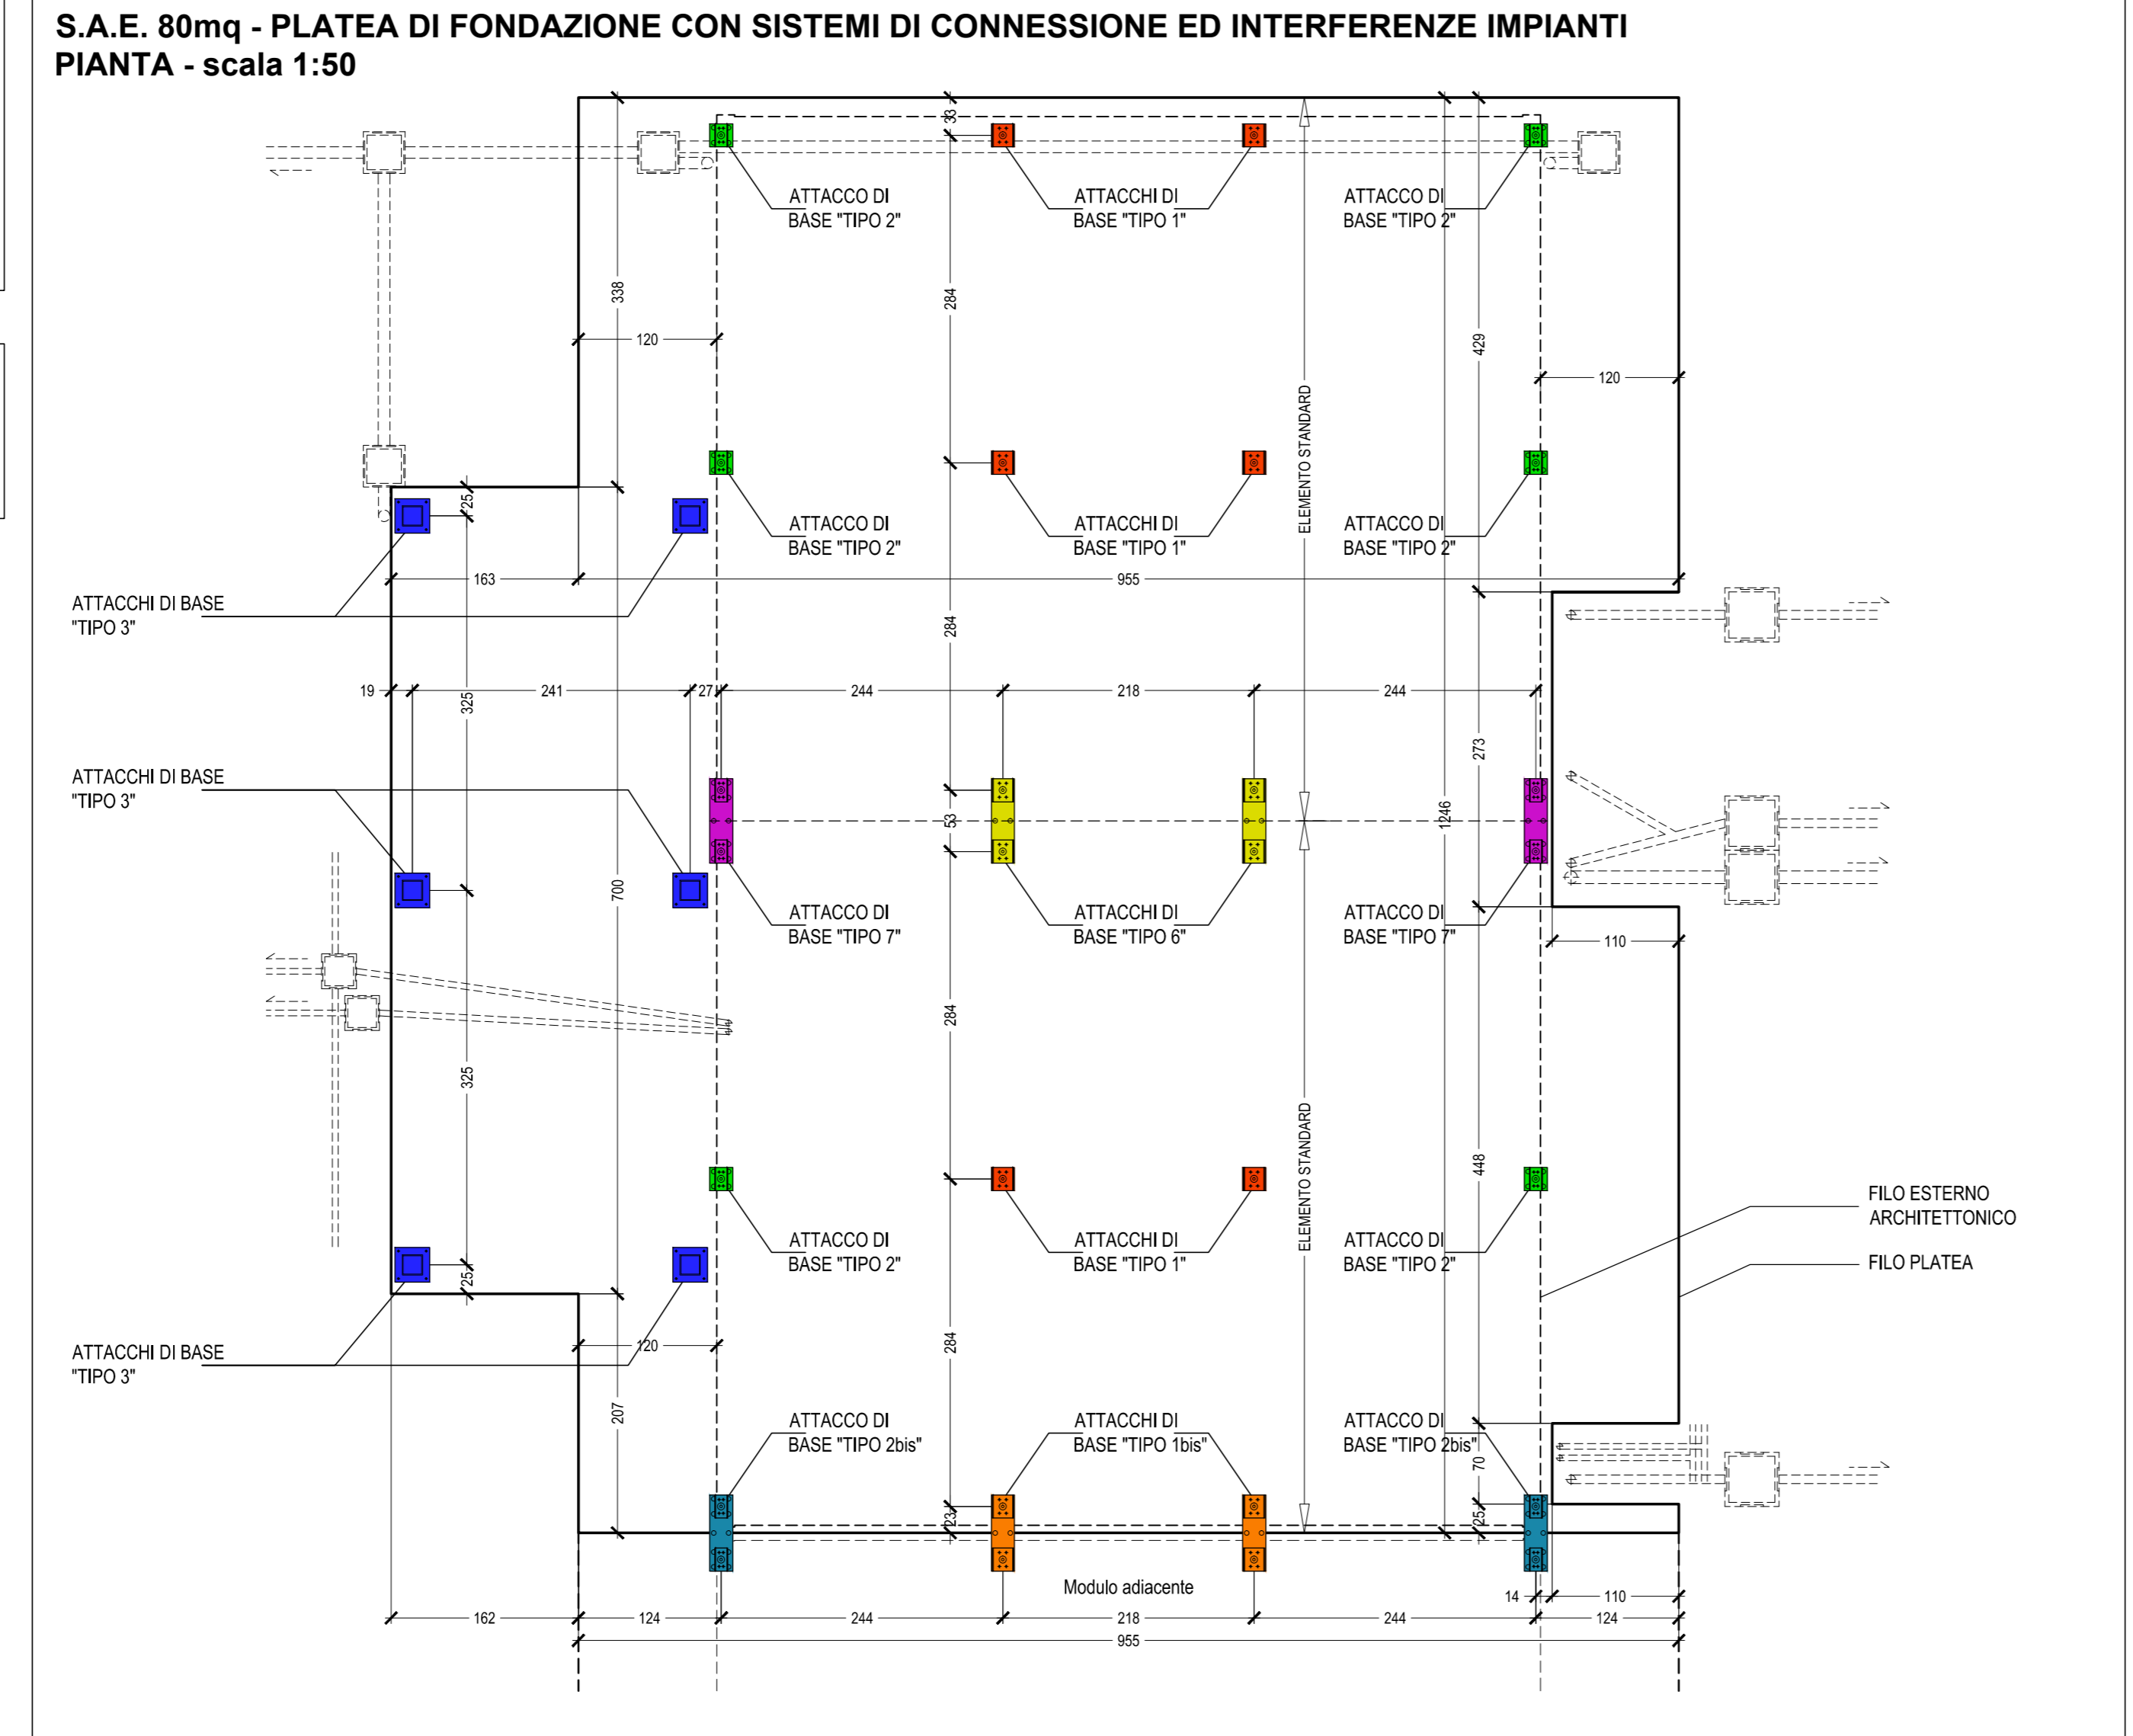 S.A.E. 80mq - PLATEA DI FONDAZIONE CON SISTEMI DI CONNESSIONE ED INTERFERENZE IMPIANTI
PIANTA - scala 1:50
33
ATTACCO DI
BASE "TIPO 2"
ATTACCHI DI
BASE "TIPO 1"
ATTACCO DI
BASE "TIPO 2"
338
284
429
120
120
ELEMENTO STANDARD
25
ATTACCO DI
BASE "TIPO 2"
ATTACCHI DI
BASE "TIPO 1"
ATTACCO DI
BASE "TIPO 2"
163
955
ATTACCHI DI BASE
"TIPO 3"
284
19
241
27
244
218
244
325
273
ATTACCHI DI BASE
"TIPO 3"
53
1246
700
ATTACCO DI
BASE "TIPO 7"
ATTACCHI DI
BASE "TIPO 6"
ATTACCO DI
BASE "TIPO 7"
110
284
325
ELEMENTO STANDARD
448
FILO ESTERNO
ARCHITETTONICO
ATTACCO DI
BASE "TIPO 2"
ATTACCHI DI
BASE "TIPO 1"
ATTACCO DI
BASE "TIPO 2"
FILO PLATEA
25
120
284
ATTACCHI DI BASE
"TIPO 3"
207
ATTACCO DI
BASE "TIPO 2bis"
ATTACCHI DI
BASE "TIPO 1bis"
ATTACCO DI
BASE "TIPO 2bis"
70
23
25
Modulo adiacente
14
110
162
124
244
218
244
124
955